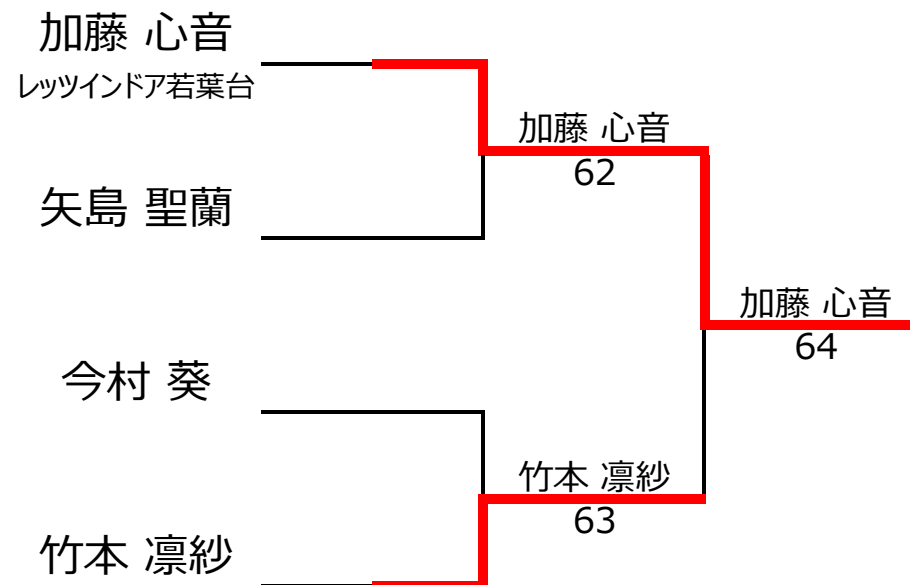 加藤 心音
レッツインドア若葉台
加藤 心音
62
矢島 聖蘭
加藤 心音
64
今村 葵
竹本 凛紗
63
竹本 凛紗